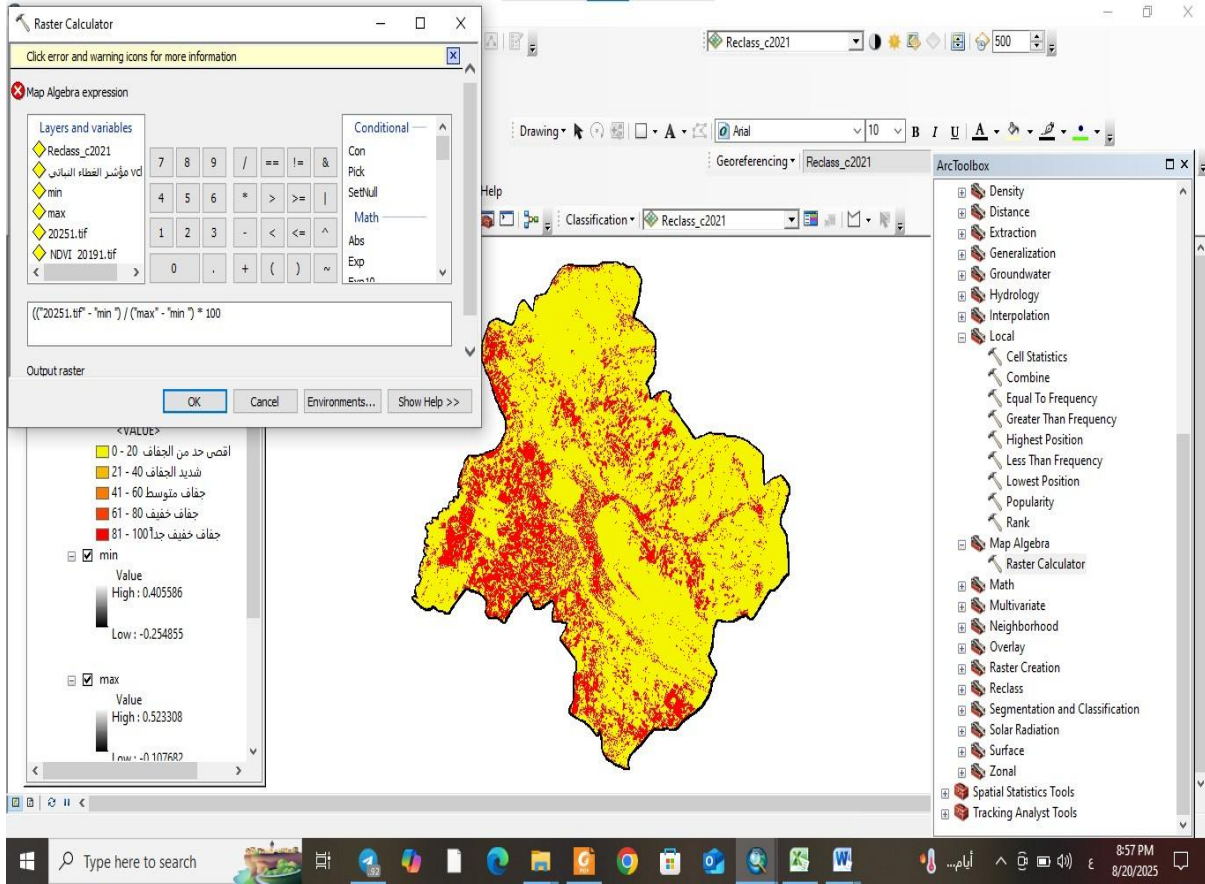 Raster Calculator
Click error and warning icons for more information
Map Algebra expression
Layers and variables
Reclass_c2021
vcl مؤشر الغطاء النباتي
min
max
20251.tif
NDVI 20191.tif
7 8 9 / == != &
4 5 6 * > >= |
1 2 3 - < <= ^
0 . + ( ) ~
Conditional
Con
Pick
SetNull
Math
Abs
Exp
Exp10
(("20251.tif" - "min ") / ("max" - "min ") * 100
Output raster
OK Cancel Environments... Show Help >>
Reclass_c2021
500
Drawing
A
Arial
10
B I U A
Georeferencing Reclass_c2021
Help
Classification Reclass_c2021
<VALUE>
0 - 20 اقصى حد من الجفاف
21 - 40 شديد الجفاف
41 - 60 جفاف متوسط
61 - 80 جفاف خفيف
81 - 100 جفاف خفيف جداً
min
Value
High : 0.405586
Low : -0.254855
max
Value
High : 0.523308
Low : -0.107682
ArcToolbox
Density
Distance
Extraction
Generalization
Groundwater
Hydrology
Interpolation
Local
Cell Statistics
Combine
Equal To Frequency
Greater Than Frequency
Highest Position
Less Than Frequency
Lowest Position
Popularity
Rank
Map Algebra
Raster Calculator
Math
Multivariate
Neighborhood
Overlay
Raster Creation
Reclass
Segmentation and Classification
Solar Radiation
Surface
Zonal
Spatial Statistics Tools
Tracking Analyst Tools
Type here to search
92
أيام...
ع
8:57 PM
8/20/2025